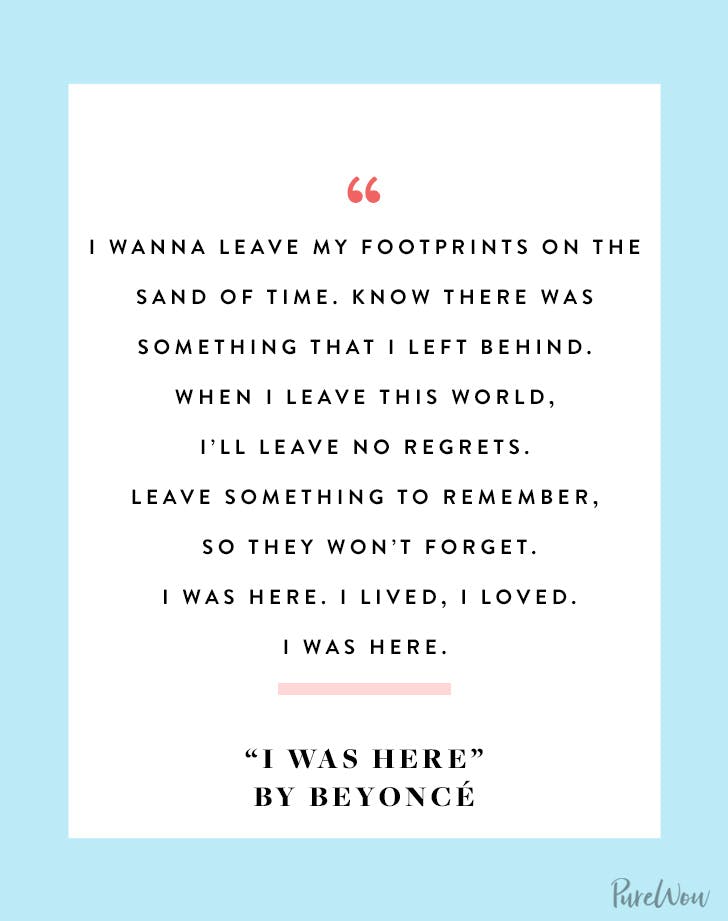 “
I WANNA LEAVE MY FOOTPRINTS ON THE
SAND OF TIME. KNOW THERE WAS
SOMETHING THAT I LEFT BEHIND.
WHEN I LEAVE THIS WORLD,
I’LL LEAVE NO REGRETS.
LEAVE SOMETHING TO REMEMBER,
SO THEY WON’T FORGET.
I WAS HERE. I LIVED, I LOVED.
I WAS HERE.
“I WAS HERE”
BY BEYONCÉ
PureWow